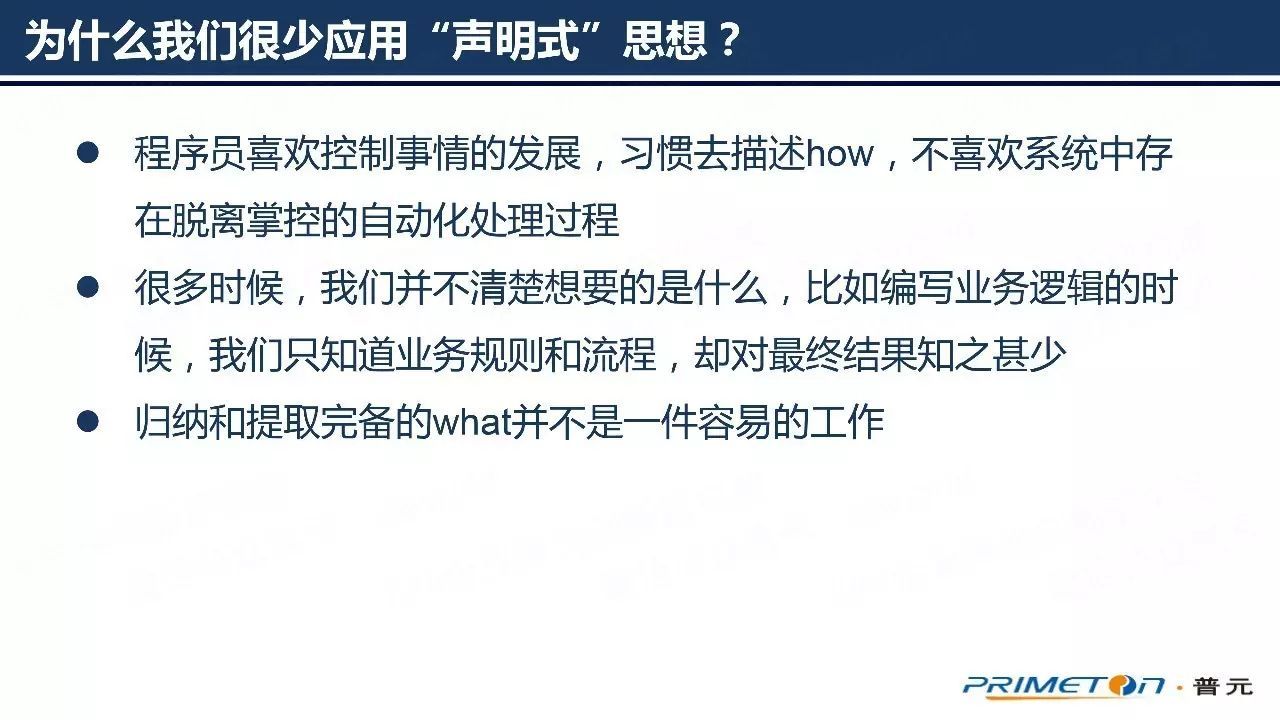 为什么我们很少应用“声明式”思想？
程序员喜欢控制事情的发展，习惯去描述how，不喜欢系统中存
在脱离掌控的自动化处理过程
很多时候，我们并不清楚想要的是什么，比如编写业务逻辑的时
候，我们只知道业务规则和流程，却对最终结果知之甚少
归纳和提取完备的what并不是一件容易的工作
PRIMETON·普元